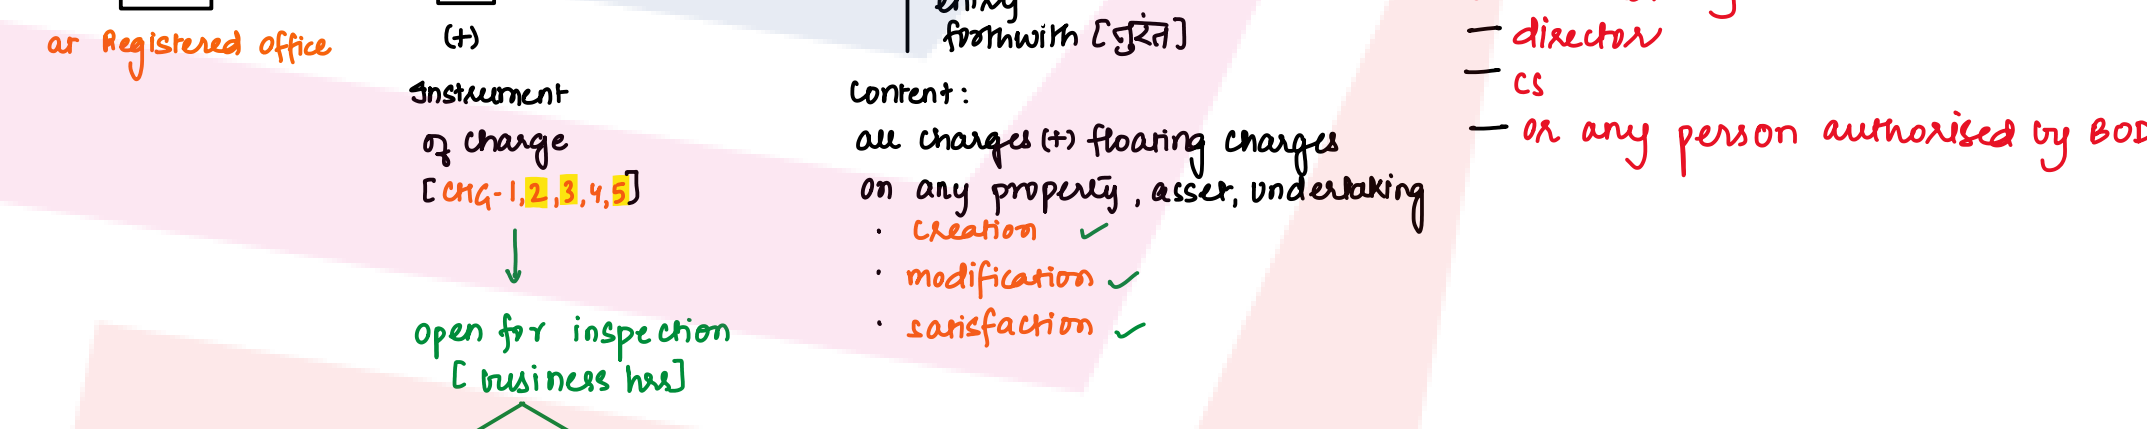 at Registered office
(+)
Instrument
of charge
[CHG-1,2,3,4,5]
open for inspection
[business hrs]
entry
forthwith [तुरंत]
Content:
all charges (+) floating charges
on any property, asset, undertaking
· creation ✓
· modification ✓
· satisfaction ✓
— director
— CS
— or any person authorised by BOD